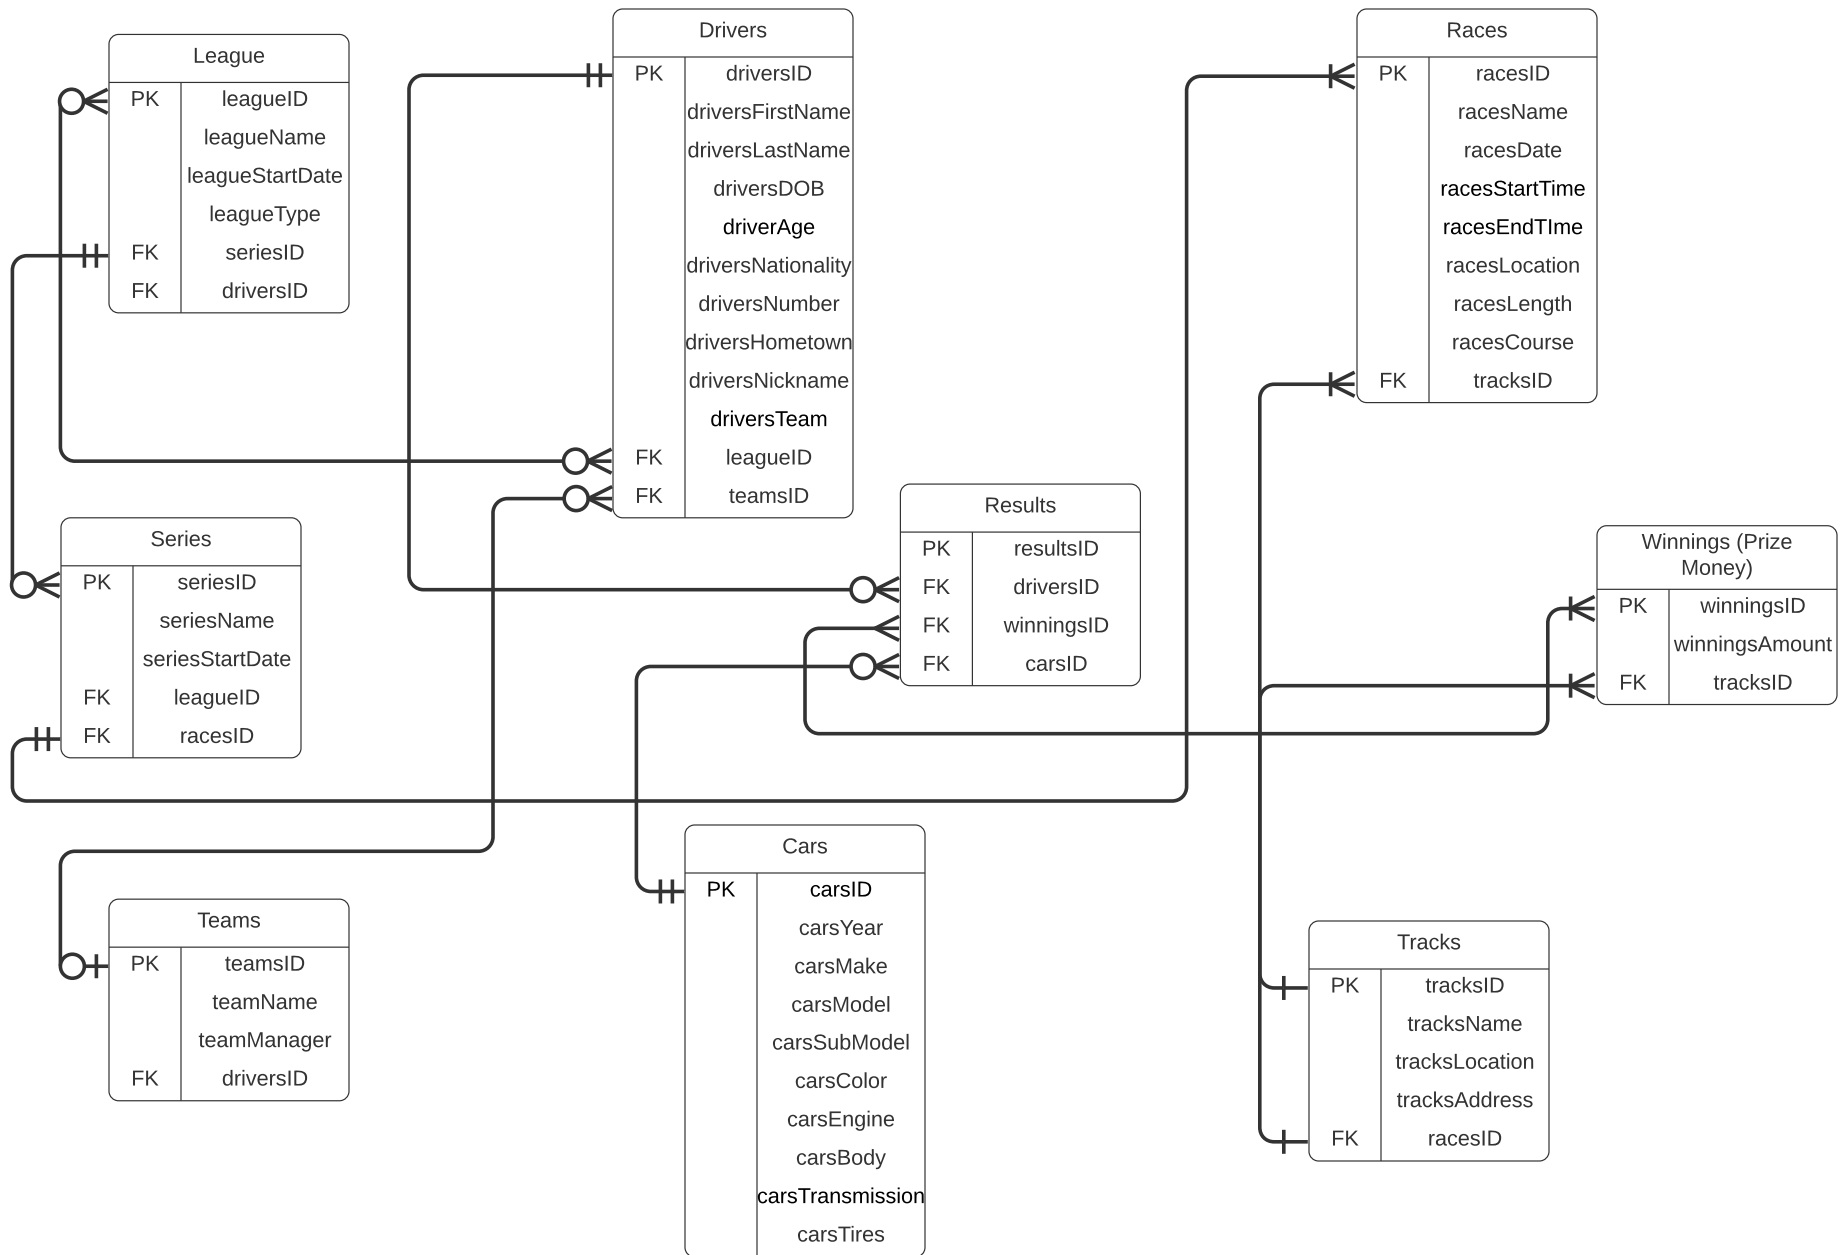 League
PK leagueID
leagueName
leagueStartDate
leagueType
FK seriesID
FK driversID
Drivers
PK driversID
driversFirstName
driversLastName
driversDOB
driverAge
driversNationality
driversNumber
driversHometown
driversNickname
driversTeam
FK leagueID
FK teamsID
Races
PK racesID
racesName
racesDate
racesStartTime
racesEndTIme
racesLocation
racesLength
racesCourse
FK tracksID
Series
PK seriesID
seriesName
seriesStartDate
FK leagueID
FK racesID
Results
PK resultsID
FK driversID
FK winningsID
FK carsID
Winnings (Prize
Money)
PK winningsID
winningsAmount
FK tracksID
Teams
PK teamsID
teamName
teamManager
FK driversID
Cars
PK carsID
carsYear
carsMake
carsModel
carsSubModel
carsColor
carsEngine
carsBody
carsTransmission
carsTires
Tracks
PK tracksID
tracksName
tracksLocation
tracksAddress
FK racesID